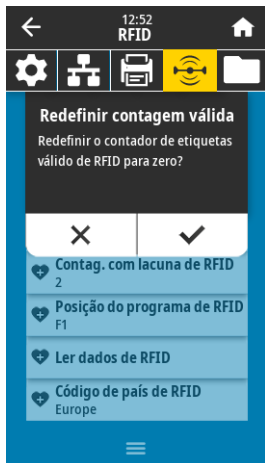 12:52
RFID
Redefinir contagem válida
Redefinir o contador de etiquetas
válido de RFID para zero?
Contag. com lacuna de RFID
2
Posição do programa de RFID
F1
Ler dados de RFID
Código de país de RFID
Europe